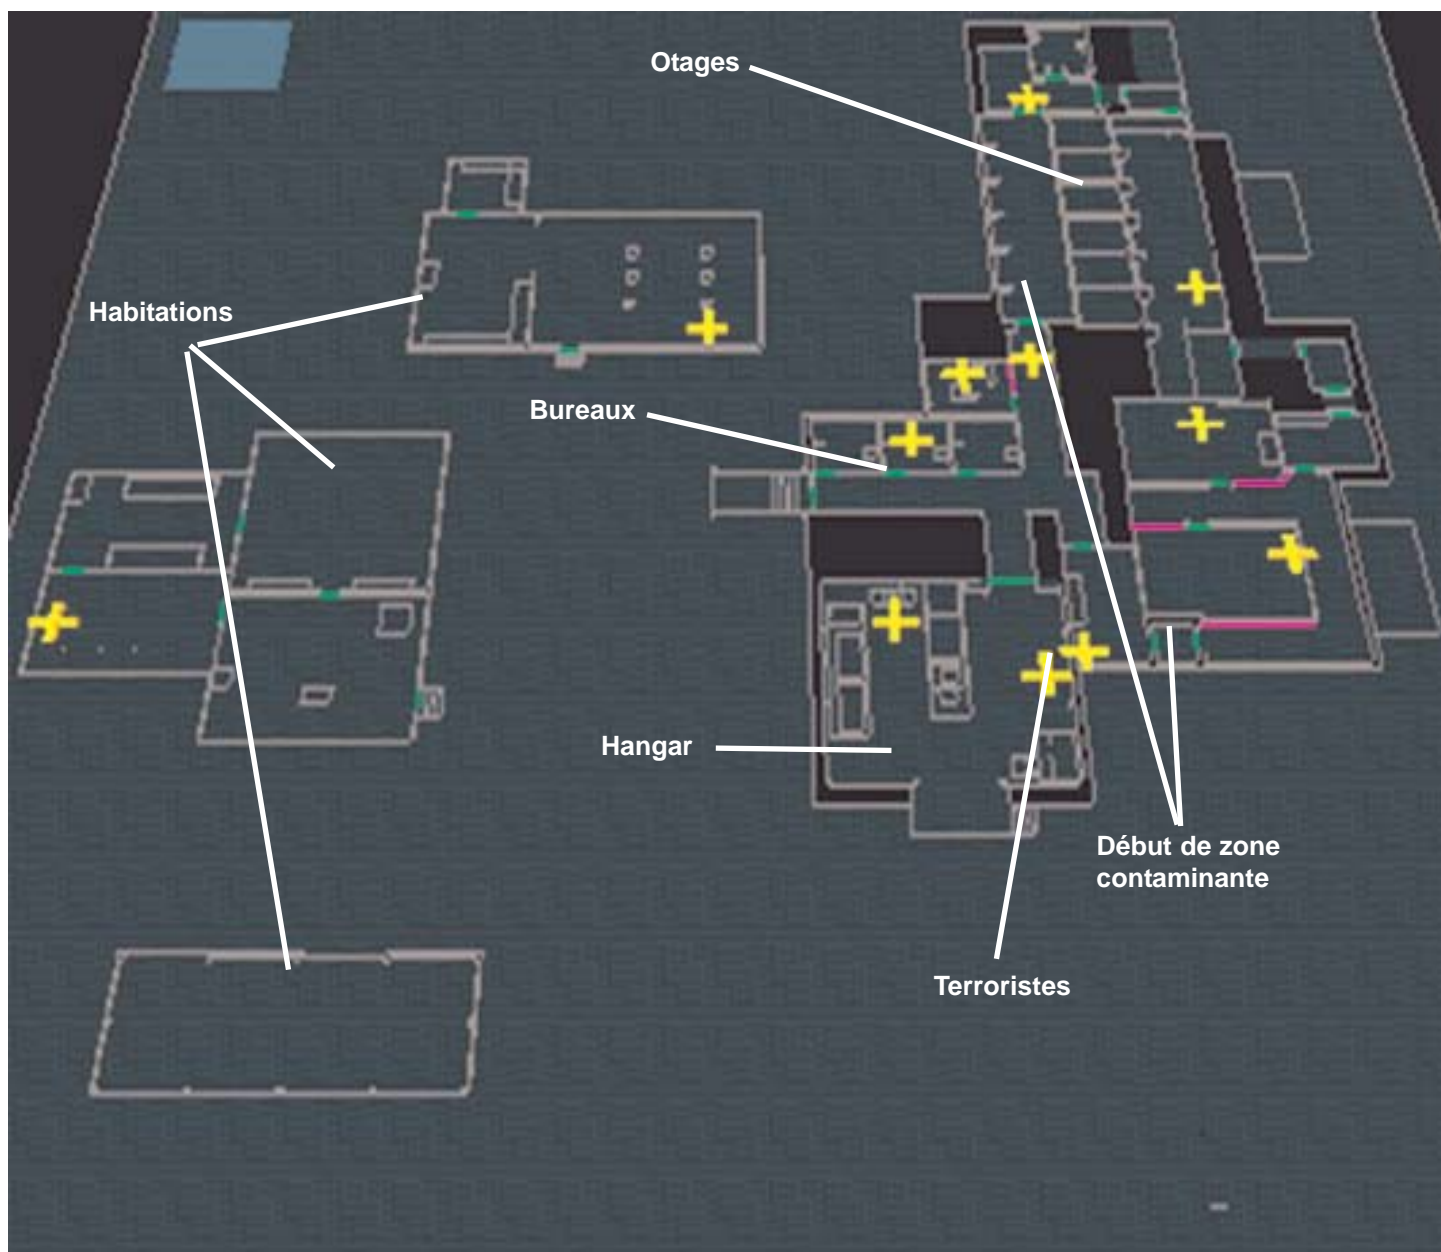 Otages
Habitations
Bureaux
Hangar
Début de zone
contaminante
Terroristes